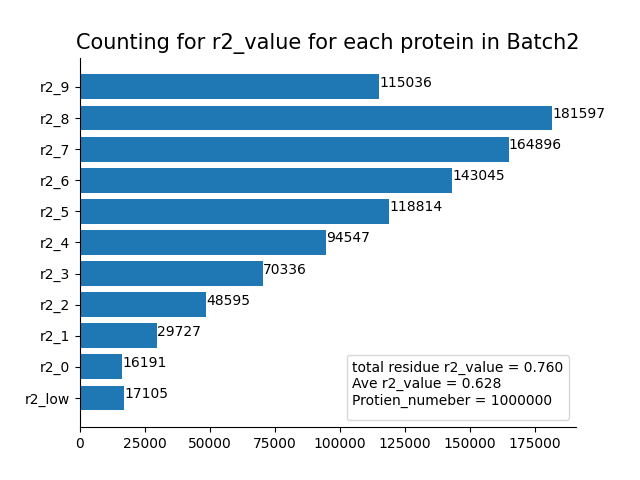 Counting for r2_value for each protein in Batch2
r2_9 115036
r2_8 181597
r2_7 164896
r2_6 143045
r2_5 118814
r2_4 94547
r2_3 70336
r2_2 48595
r2_1 29727
r2_0 16191
r2_low 17105
total residue r2_value = 0.760
Ave r2_value = 0.628
Protien_numeber = 1000000
0 25000 50000 75000 100000 125000 150000 175000